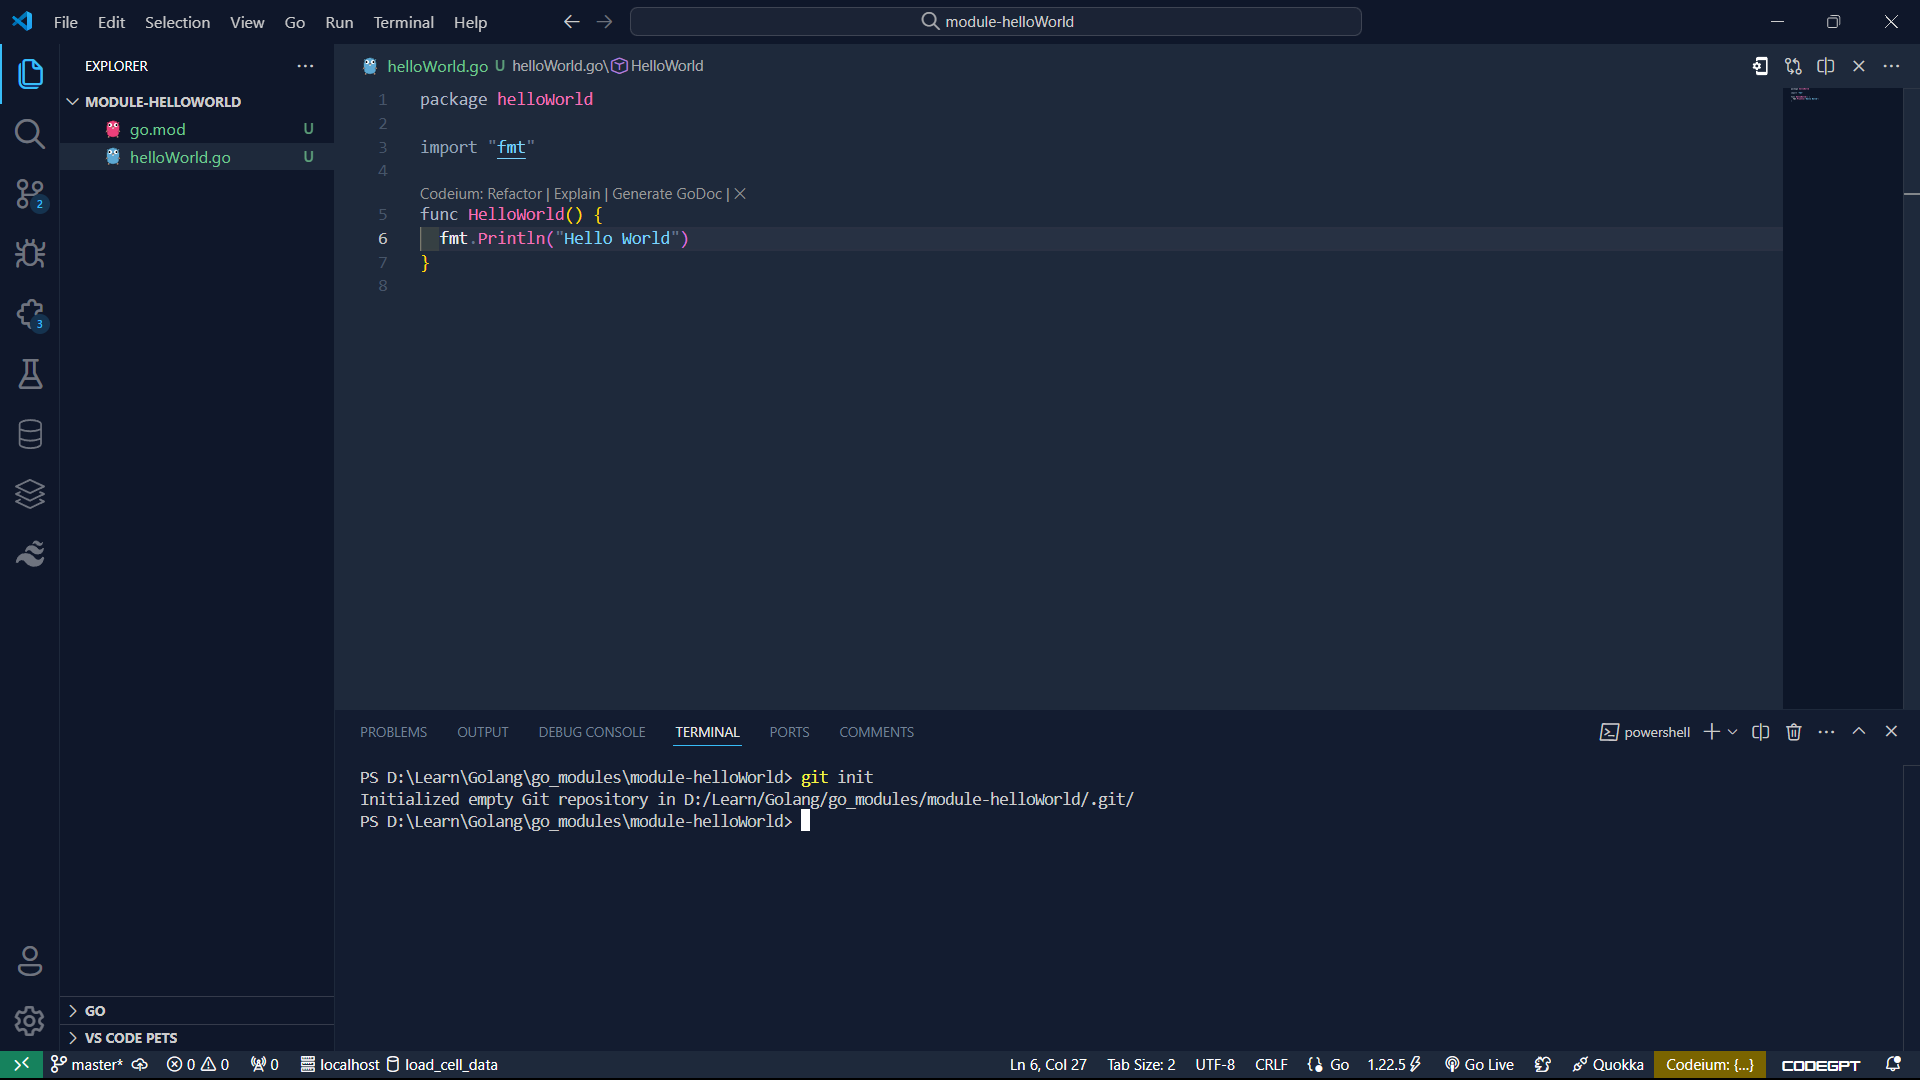 File Edit Selection View Go Run Terminal Help
module-helloWorld
EXPLORER
MODULE-HELLOWORLD
go.mod U
helloWorld.go U
2
3
GO
VS CODE PETS
helloWorld.go U helloWorld.go\HelloWorld
1 package helloWorld
2
3 import "fmt"
4
Codeium: Refactor | Explain | Generate GoDoc | X
5 func HelloWorld() {
6 fmt.Println("Hello World")
7 }
8
PROBLEMS OUTPUT DEBUG CONSOLE TERMINAL PORTS COMMENTS
powershell
PS D:\Learn\Golang\go_modules\module-helloWorld> git init
Initialized empty Git repository in D:/Learn/Golang/go_modules/module-helloWorld/.git/
PS D:\Learn\Golang\go_modules\module-helloWorld>
master* 0 0 0 localhost load_cell_data Ln 6, Col 27 Tab Size: 2 UTF-8 CRLF Go 1.22.5 Go Live Quokka Codeium: {...} CODEGPT